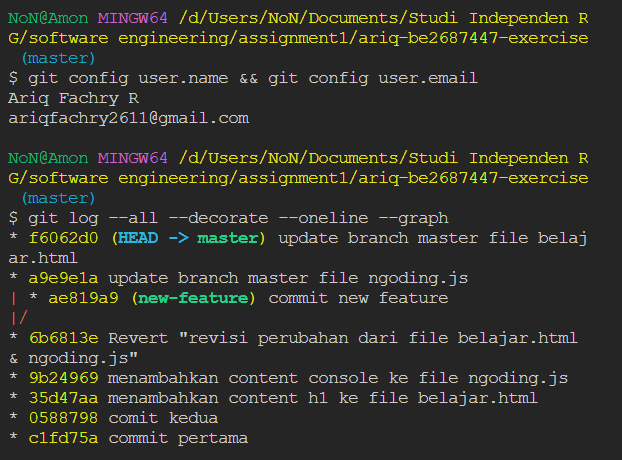 NoN@Amon MINGW64 /d/Users/NoN/Documents/Studi Independen R
G/software engineering/assignment1/ariq-be2687447-exercise
(master)
$ git config user.name && git config user.email
Ariq Fachry R
ariqfachry2611@gmail.com
NoN@Amon MINGW64 /d/Users/NoN/Documents/Studi Independen R
G/software engineering/assignment1/ariq-be2687447-exercise
(master)
$ git log --all --decorate --oneline --graph
* f6062d0 (HEAD -> master) update branch master file belaj
ar.html
* a9e9e1a update branch master file ngoding.js
| * ae819a9 (new-feature) commit new feature
|/
* 6b6813e Revert "revisi perubahan dari file belajar.html
& ngoding.js"
* 9b24969 menambahkan content console ke file ngoding.js
* 35d47aa menambahkan content h1 ke file belajar.html
* 0588798 comit kedua
* c1fd75a commit pertama